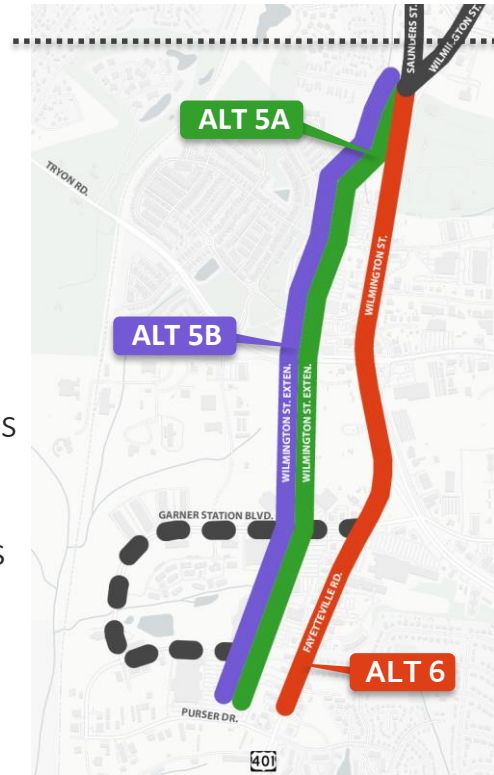 SAUNDERS ST.
WILMINGTON ST.
ALT 5A
TRYON RD.
WILMINGTON ST.
ALT 5B
WILMINGTON ST. EXTEN.
WILMINGTON ST. EXTEN.
S
GARNER STATION BLVD.
S
FAYETTEVILLE RD.
ALT 6
PURSER DR.
401